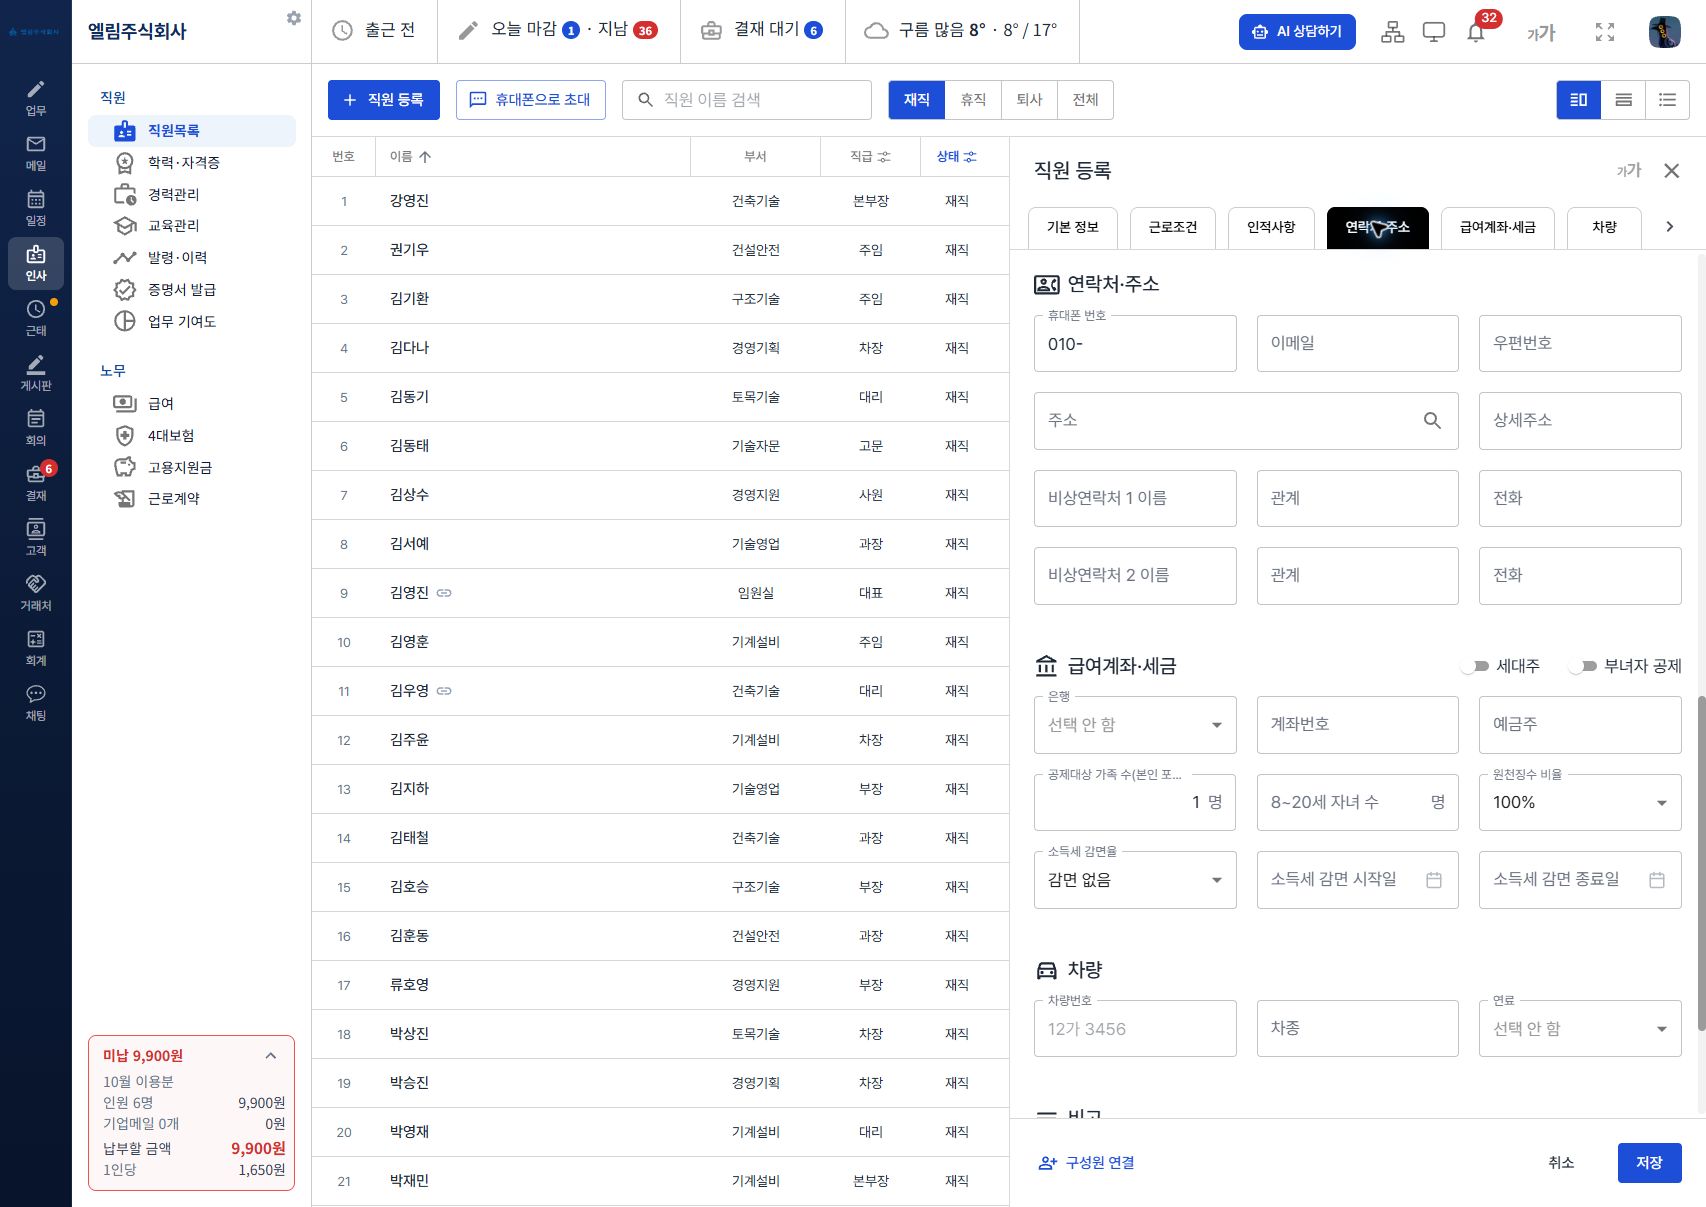 엘림주식회사
업무
메일
일정
인사
근태
게시판
회의
6
결재
고객
거래처
회계
채팅
엘림주식회사
직원
직원목록
학력·자격증
경력관리
교육관리
발령·이력
증명서 발급
업무 기여도
노무
급여
4대보험
고용지원금
근로계약
미납 9,900원
10월 이용분
인원 6명 9,900원
기업메일 0개 0원
납부할 금액 9,900원
1인당 1,650원
출근 전
오늘 마감 1 · 지남 36
결재 대기 6
구름 많음 8° · 8° / 17°
AI 상담하기
32
가가
직원 등록
휴대폰으로 초대
직원 이름 검색
재직 휴직 퇴사 전체
번호 이름 부서 직급 상태
1 강영진 건축기술 본부장 재직
2 권기우 건설안전 주임 재직
3 김기환 구조기술 주임 재직
4 김다나 경영기획 차장 재직
5 김동기 토목기술 대리 재직
6 김동태 기술자문 고문 재직
7 김상수 경영지원 사원 재직
8 김서예 기술영업 과장 재직
9 김영진 임원실 대표 재직
10 김영훈 기계설비 주임 재직
11 김우영 건축기술 대리 재직
12 김주윤 기계설비 차장 재직
13 김지하 기술영업 부장 재직
14 김태철 건축기술 과장 재직
15 김호승 구조기술 부장 재직
16 김훈동 건설안전 과장 재직
17 류호영 경영지원 부장 재직
18 박상진 토목기술 차장 재직
19 박승진 경영기획 차장 재직
20 박영재 기계설비 대리 재직
21 박재민 기계설비 본부장 재직
직원 등록
가가
기본 정보 근로조건 인적사항 연락처·주소 급여계좌·세금 차량
연락처·주소
휴대폰 번호
010-
이메일
우편번호
주소
상세주소
비상연락처 1 이름
관계
전화
비상연락처 2 이름
관계
전화
급여계좌·세금
세대주
부녀자 공제
은행
선택 안 함
계좌번호
예금주
공제대상 가족 수(본인 포...
1 명
8~20세 자녀 수 명
원천징수 비율
100%
소득세 감면율
감면 없음
소득세 감면 시작일
소득세 감면 종료일
차량
차량번호
12가 3456
차종
연료
선택 안 함
비고
구성원 연결
취소
저장